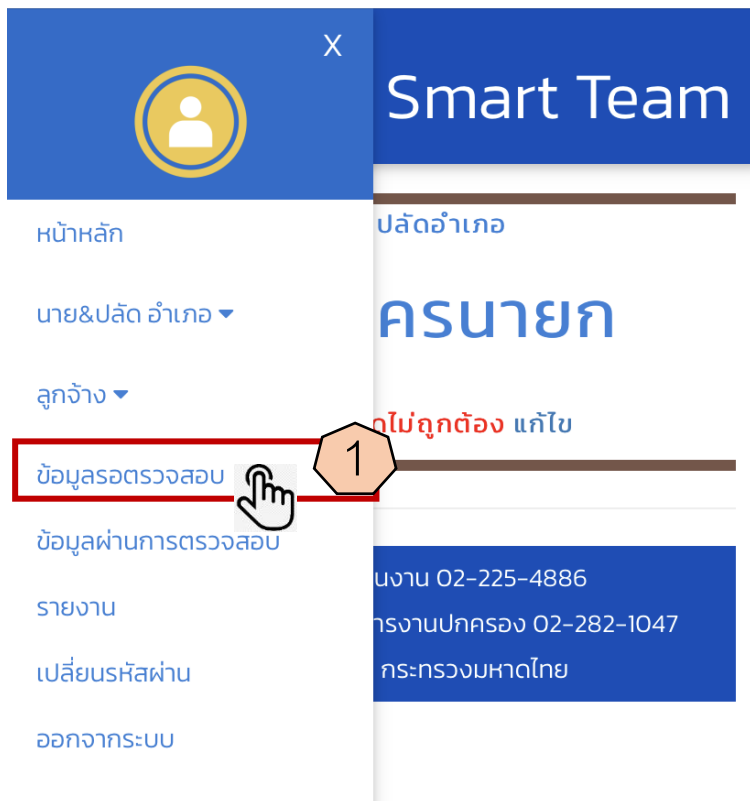 X
Smart Team
หน้าหลัก
นาย&ปลัด อำเภอ
ลูกจ้าง
ข้อมูลรอตรวจสอบ
1
ข้อมูลผ่านการตรวจสอบ
รายงาน
เปลี่ยนรหัสผ่าน
ออกจากระบบ
ปลัดอำเภอ
ครนายก
ไม่ถูกต้อง แก้ไข
02-225-4886
งานปกครอง 02-282-1047
กระทรวงมหาดไทย